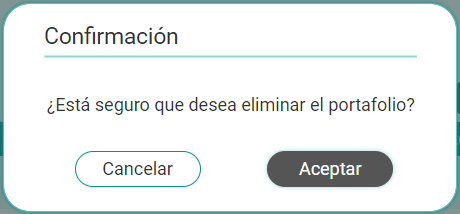 Confirmación
¿Está seguro que desea eliminar el portafolio?
Cancelar
Aceptar